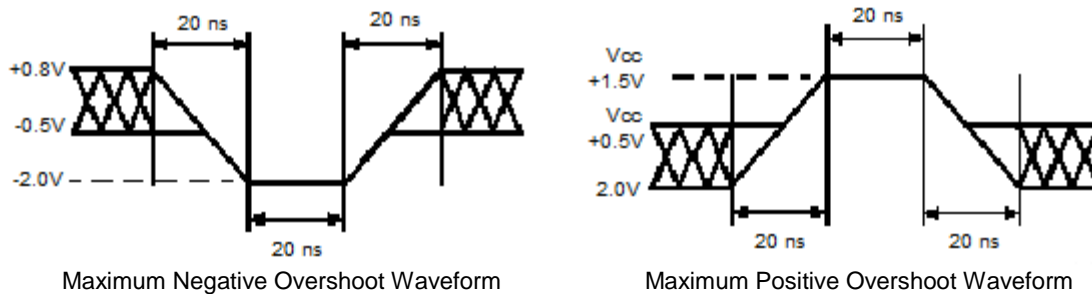 20 ns
20 ns
+0.8V
-0.5V
-2.0V
20 ns
Maximum Negative Overshoot Waveform
20 ns
Vcc
+1.5V
Vcc
+0.5V
2.0V
20 ns
20 ns
Maximum Positive Overshoot Waveform